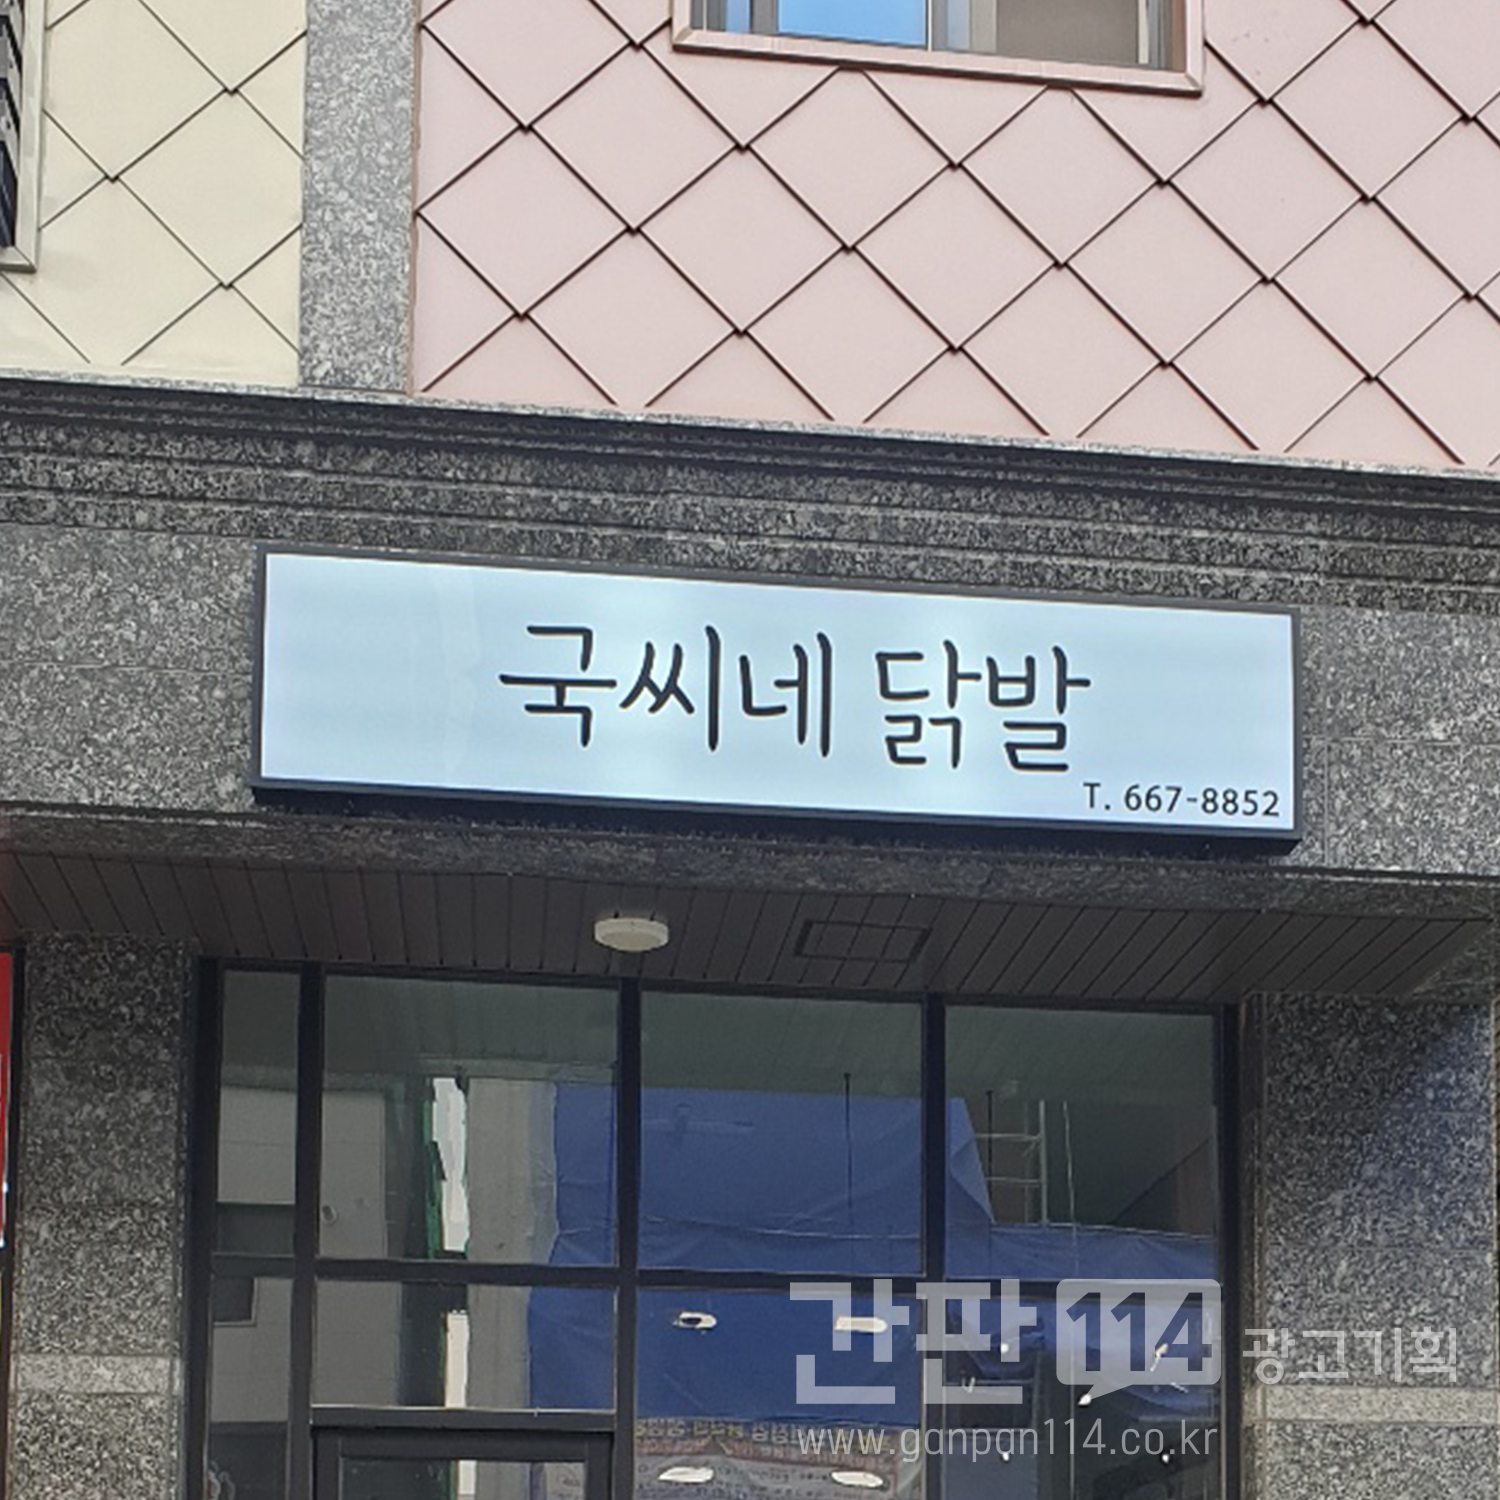 국씨네 닭발
T. 667-8852
간판114 광고기획
www.ganpan114.co.kr